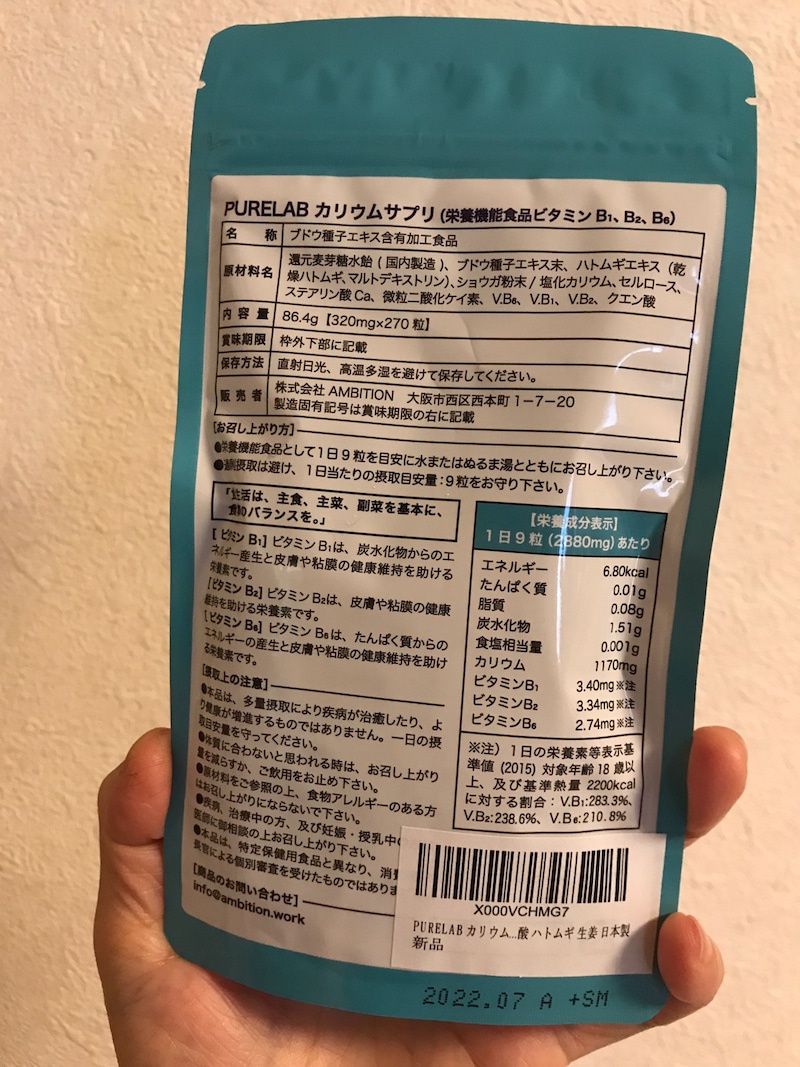 PURELAB カリウムサプリ (栄養機能食品ビタミン B₁、B₂、B₆)
名 称 ブドウ種子エキス含有加工食品
原材料名 還元麦芽糖水飴 ( 国内製造 )、ブドウ種子エキス末、ハトムギエキス (乾
燥ハトムギ、マルトデキストリン)、ショウガ粉末 / 塩化カリウム、セルロース、
ステアリン酸 Ca、微粒二酸化ケイ素、V.B₆、V.B₁、V.B₂、クエン酸
内 容 量 86.4g【320mg×270 粒】
賞味期限 枠外下部に記載
保存方法 直射日光、高温多湿を避けて保存してください。
販 売 者 株式会社 AMBITION 大阪市西区西本町 1-7-20
製造固有記号は賞味期限の右に記載
[お召し上がり方]
●栄養機能食品として1日9粒を目安に水またはぬるま湯とともにお召し上がり下さい。
●過剰摂取は避け、1日当たりの摂取目安量:9粒をお守り下さい。
「食生活は、主食、主菜、副菜を基本に、
食事のバランスを。」
[ ビタミン B₁] ビタミン B₁は、炭水化物からのエ
ネルギー産生と皮膚や粘膜の健康維持を助ける
栄養素です。
[ビタミン B₂] ビタミン B₂は、皮膚や粘膜の健康
維持を助ける栄養素です。
[ ビタミン B₆] ビタミン B₆は、たんぱく質からの
エネルギーの産生と皮膚や粘膜の健康維持を助け
る栄養素です。
[摂取上の注意]
●本品は、多量摂取により疾病が治癒したり、よ
り健康が増進するものではありません。一日の摂
取目安量を守ってください。
●体質に合わないと思われる時は、お召し上がり
量を減らすか、ご飲用をお止め下さい。
●原材料をご参照の上、食物アレルギーのある方
はお召し上がりにならないで下さい。
●疾病、治療中の方、及び妊娠・授乳中の
医師に御相談の上お召し上がり下さい。
●本品は、特定保健用食品と異なり、消費
長官による個別審査を受けたものではありま
[商品のお問い合わせ]
info@ambition.work
【栄養成分表示】
1日9粒 (2880mg) あたり
エネルギー 6.80kcal
たんぱく質 0.01g
脂質 0.08g
炭水化物 1.51g
食塩相当量 0.001g
カリウム 1170mg
ビタミンB₁ 3.40mg※注
ビタミンB₂ 3.34mg※注
ビタミンB₆ 2.74mg※注
※注) 1日の栄養素等表示基
準値 (2015) 対象年齢 18 歳以
上、及び基準熱量 2200kcal
に対する割合 : V.B₁:283.3%、
V.B₂:238.6%、V.B₆:210.8%
X000VCHMG7
PURELAB カリウム...酸 ハトムギ 生姜 日本製
新品
2022.07 A +SM